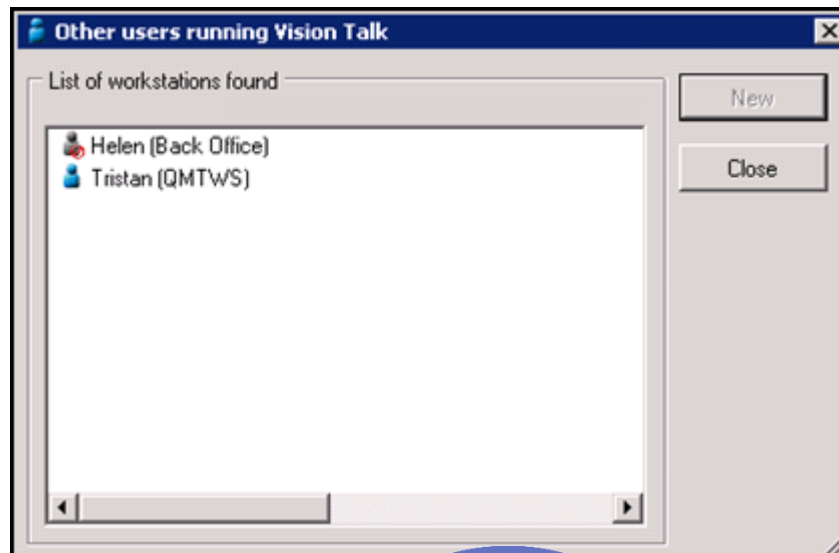 Other users running Vision Talk
List of workstations found
New
Helen (Back Office)
Close
Tristan (QMTWS)